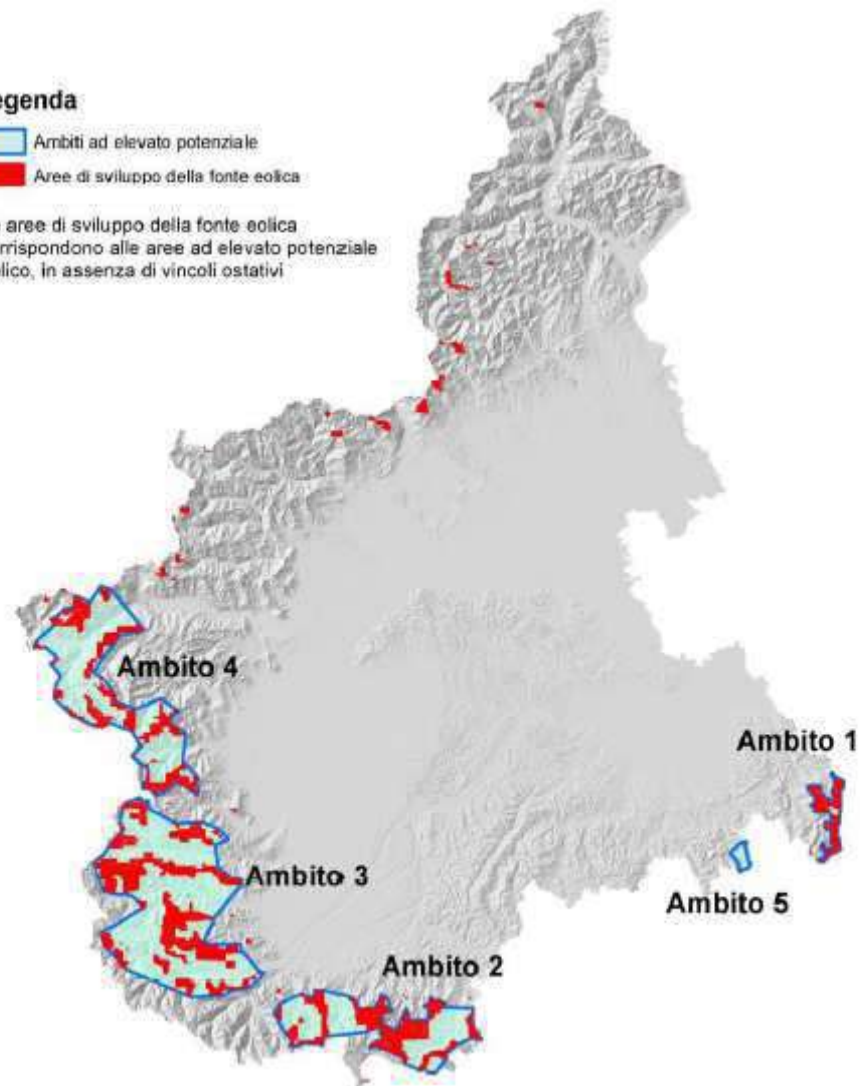 egenda
Ambiti ad elevato potenziale
Aree di sviluppo della fonte eolica
aree di sviluppo della fonte eolica
rrispondono alle aree ad elevato potenziale
lico, in assenza di vincoli ostativi
Ambito 4
Ambito 1
Ambito 3
Ambito 5
Ambito 2